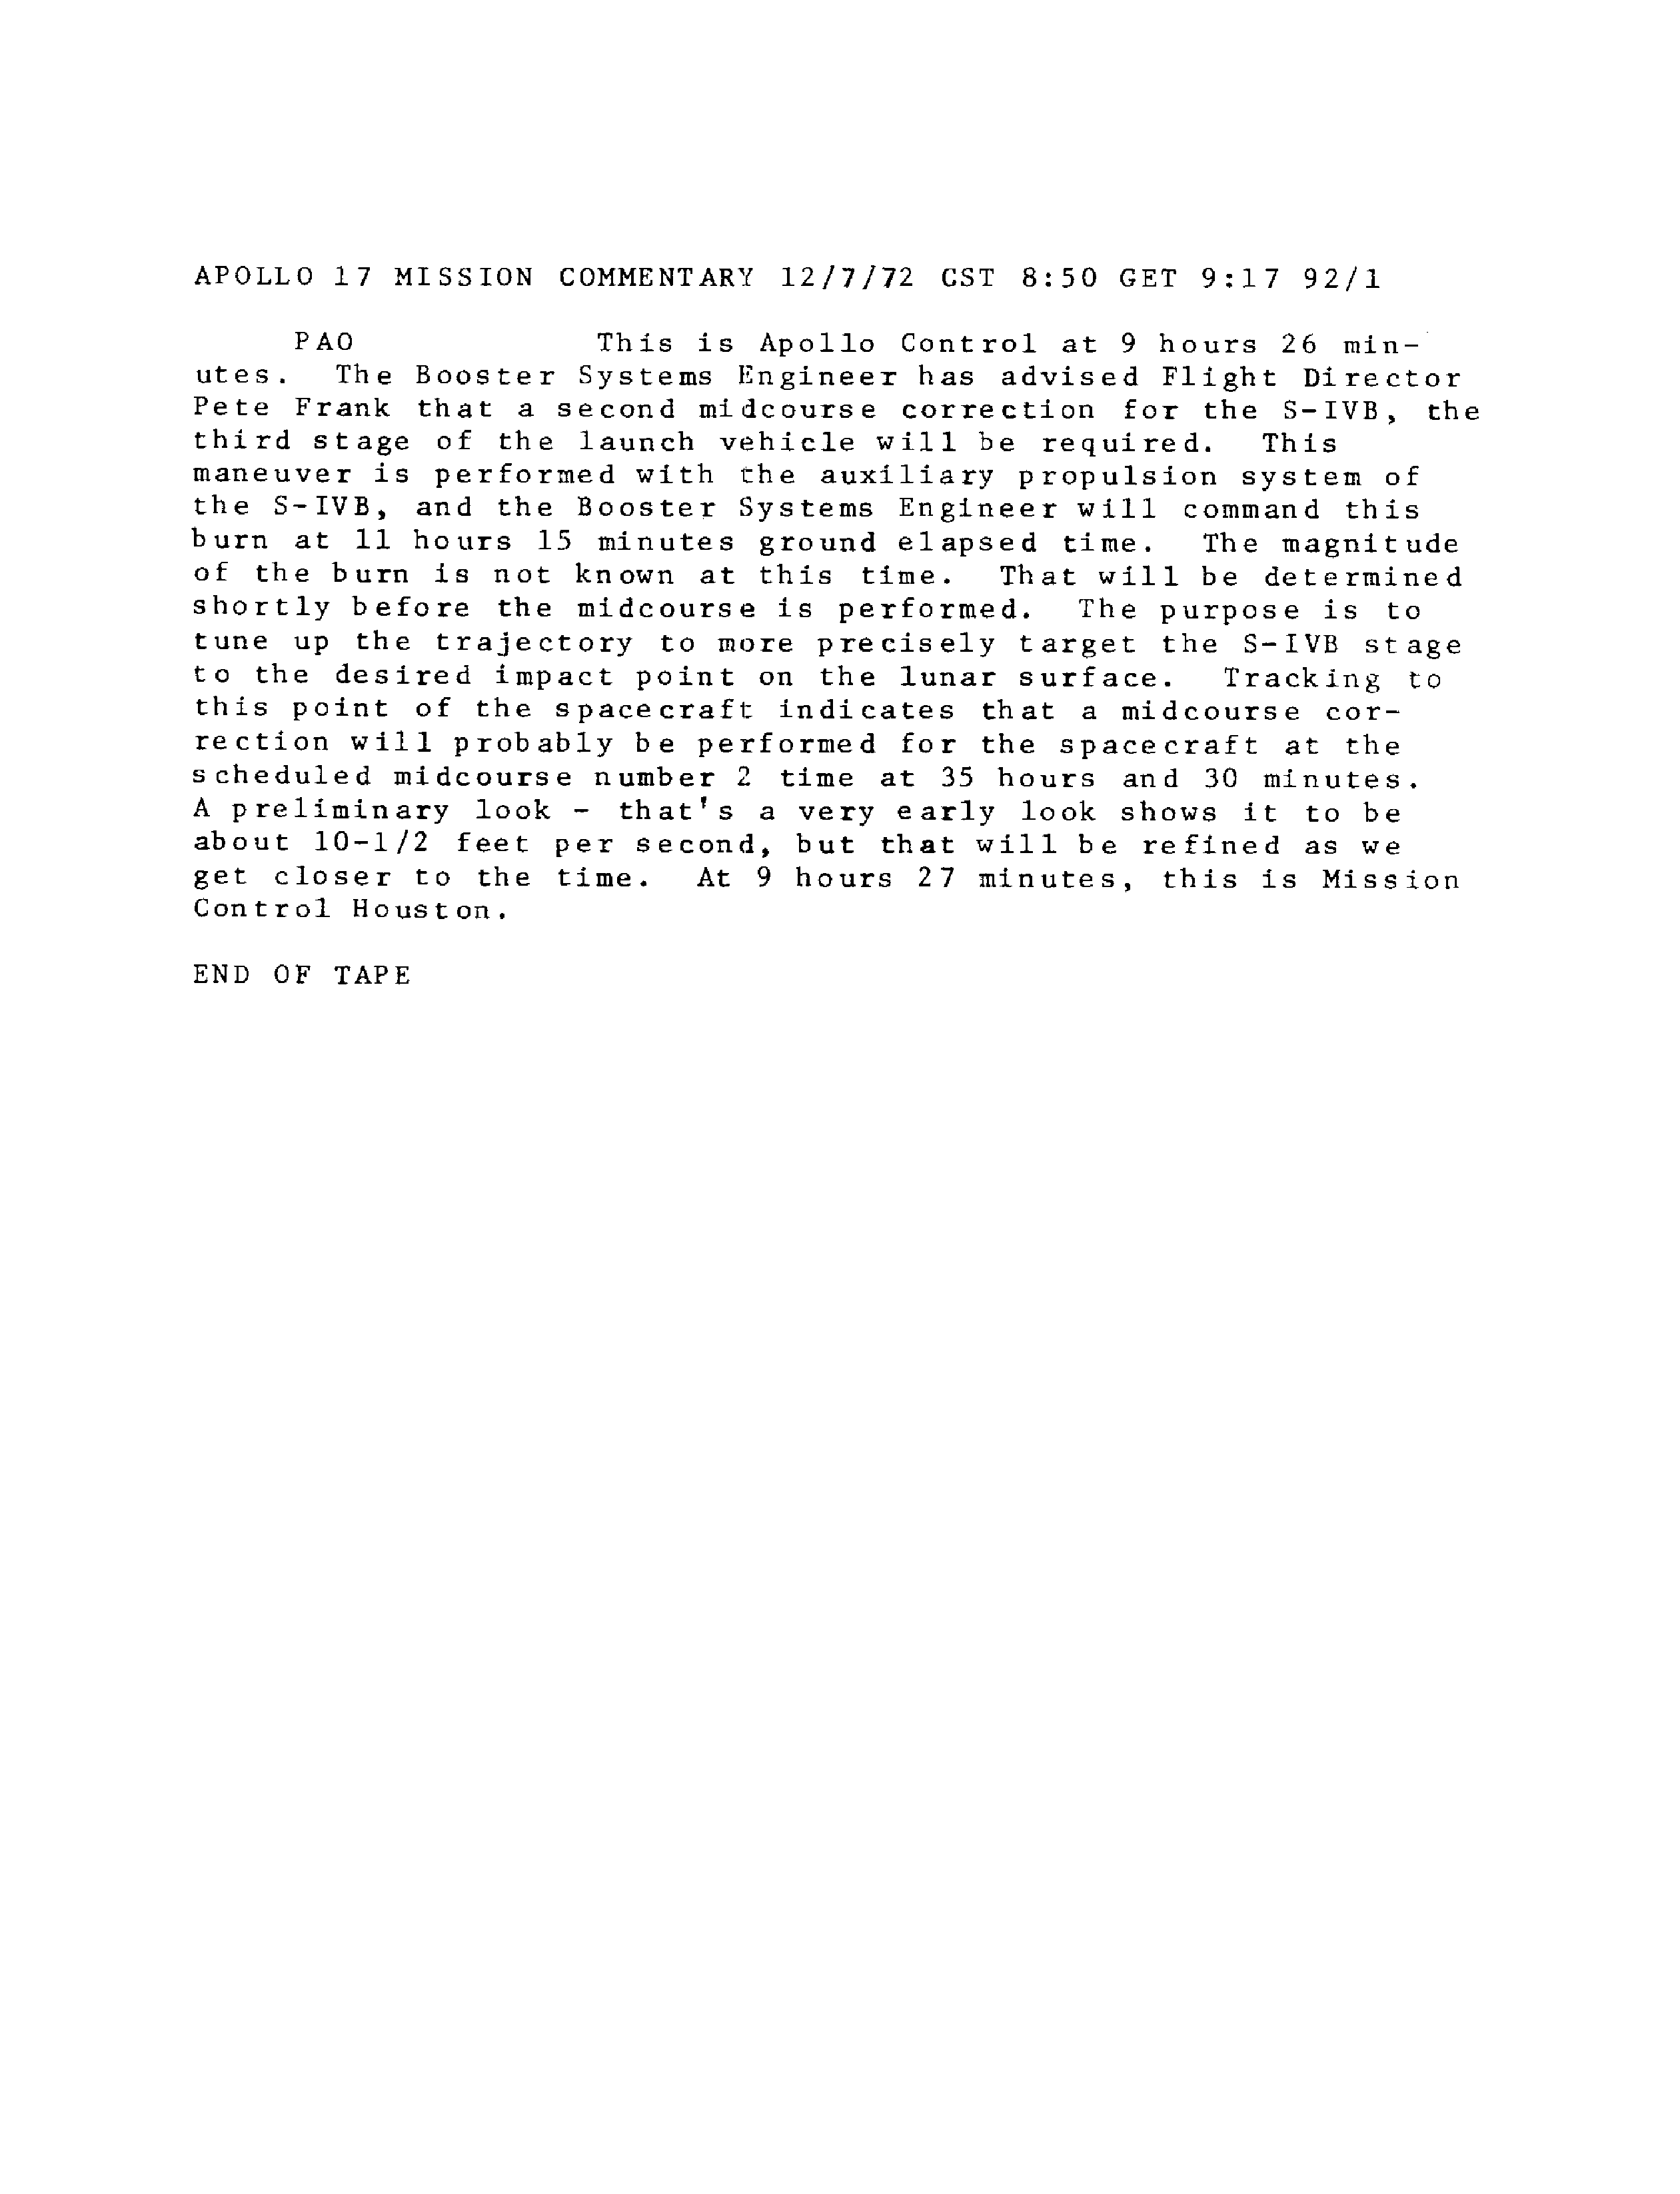 APOLLO 17 MISSION COMMENTARY 12/7/72 CST 8:50 GET 9:17 92/1
PAO This is Apollo Control at 9 hours 26 min-
utes. The Booster Systems Engineer has advised Flight Director
Pete Frank that a second midcourse correction for the S-IVB, the
third stage of the launch vehicle will be required. This
maneuver is performed with the auxiliary propulsion system of
the S-IVB, and the Booster Systems Engineer will command this
burn at 11 hours 15 minutes ground elapsed time. The magnitude
of the burn is not known at this time. That will be determined
shortly before the midcourse is performed. The purpose is to
tune up the trajectory to more precisely target the S-IVB stage
to the desired impact point on the lunar surface. Tracking to
this point of the spacecraft indicates that a midcourse cor-
rection will probably be performed for the spacecraft at the
scheduled midcourse number 2 time at 35 hours and 30 minutes.
A preliminary look - that's a very early look shows it to be
about 10-1/2 feet per second, but that will be refined as we
get closer to the time. At 9 hours 27 minutes, this is Mission
Control Houston.
END OF TAPE